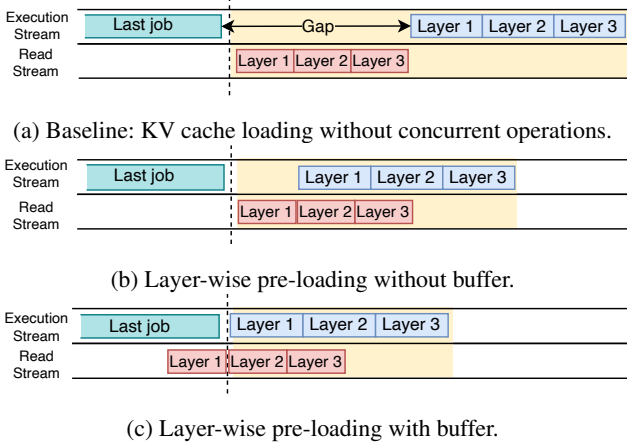 Execution
Stream
Last job
Gap
Layer 1 Layer 2 Layer 3
Read
Stream
Layer 1 Layer 2 Layer 3
(a) Baseline: KV cache loading without concurrent operations.
Execution
Stream
Last job
Layer 1 Layer 2 Layer 3
Read
Stream
Layer 1 Layer 2 Layer 3
(b) Layer-wise pre-loading without buffer.
Execution
Stream
Last job
Layer 1 Layer 2 Layer 3
Read
Stream
Layer 1 Layer 2 Layer 3
(c) Layer-wise pre-loading with buffer.